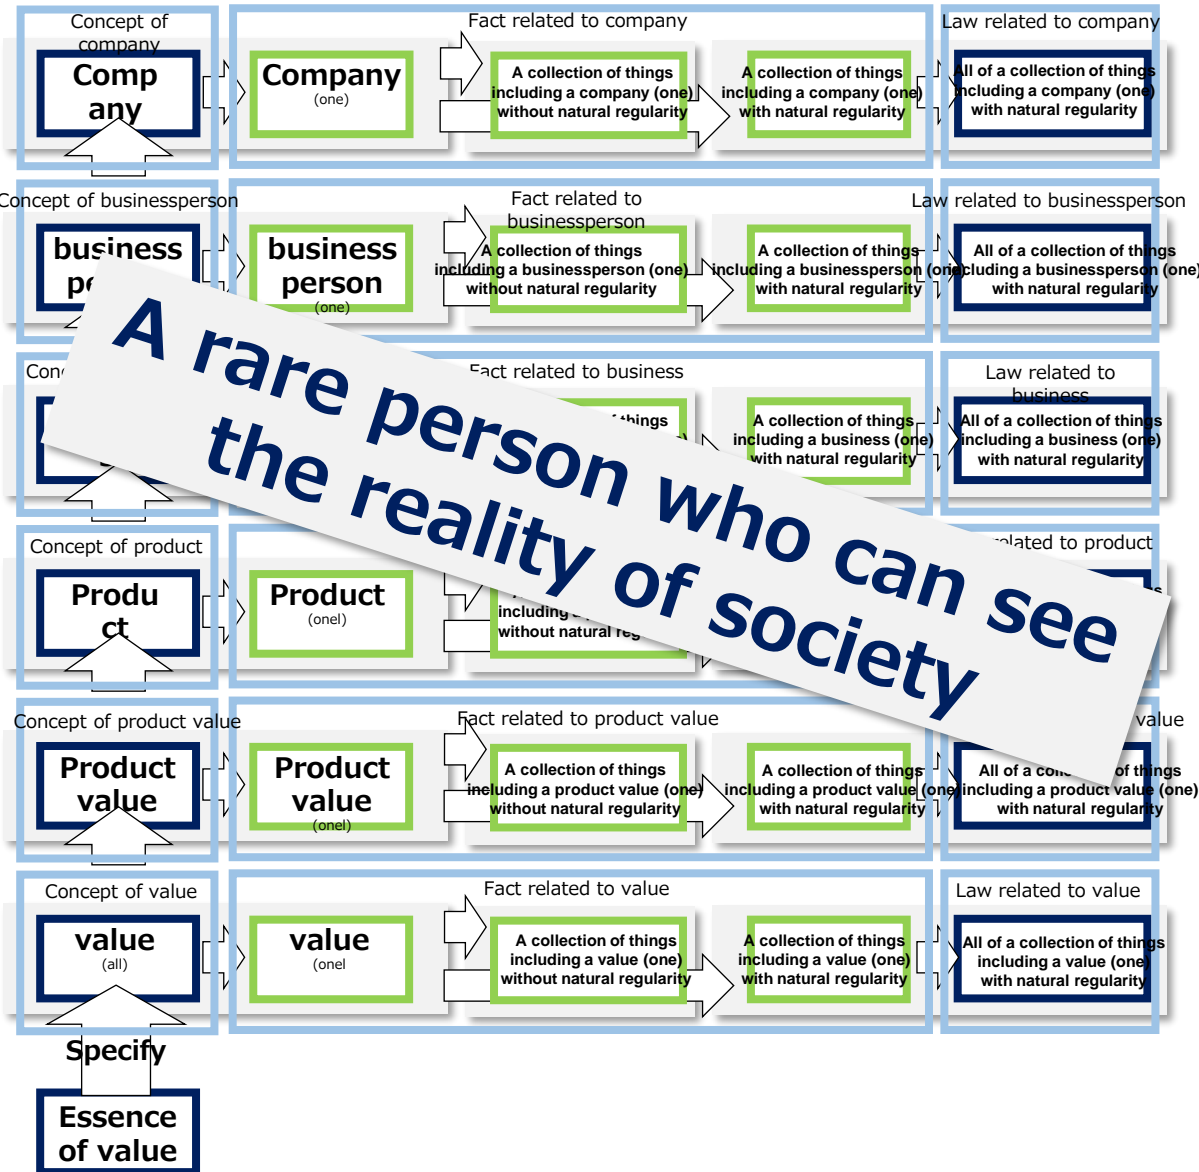 Concept of
company
Fact related to company
Law related to company
Comp
any
Company
(one)
A collection of things
including a company (one)
without natural regularity
A collection of things
including a company (one)
with natural regularity
All of a collection of things
including a company (one)
with natural regularity
Concept of businessperson
Fact related to
businessperson
Law related to businessperson
business
business
person
(one)
A collection of things
including a businessperson (one)
without natural regularity
A collection of things
including a businessperson (one)
with natural regularity
All of a collection of things
including a businessperson (one)
with natural regularity
A rare person who can see
the reality of society
Fact related to business
Law related to
business
things
A collection of things
including a business (one)
with natural regularity
All of a collection of things
including a business (one)
with natural regularity
Concept of product
related to product
Produ
ct
Product
(onel)
including
without natural
Concept of product value
Fact related to product value
value
Product
value
Product
value
(onel)
A collection of things
including a product value (one)
without natural regularity
A collection of things
including a product value (one)
with natural regularity
All of a of things
including a product value (one)
with natural regularity
Concept of value
Fact related to value
Law related to value
value
(all)
value
(onel
A collection of things
including a value (one)
without natural regularity
A collection of things
including a value (one)
with natural regularity
All of a collection of things
including a value (one)
with natural regularity
Specify
Essence
of value